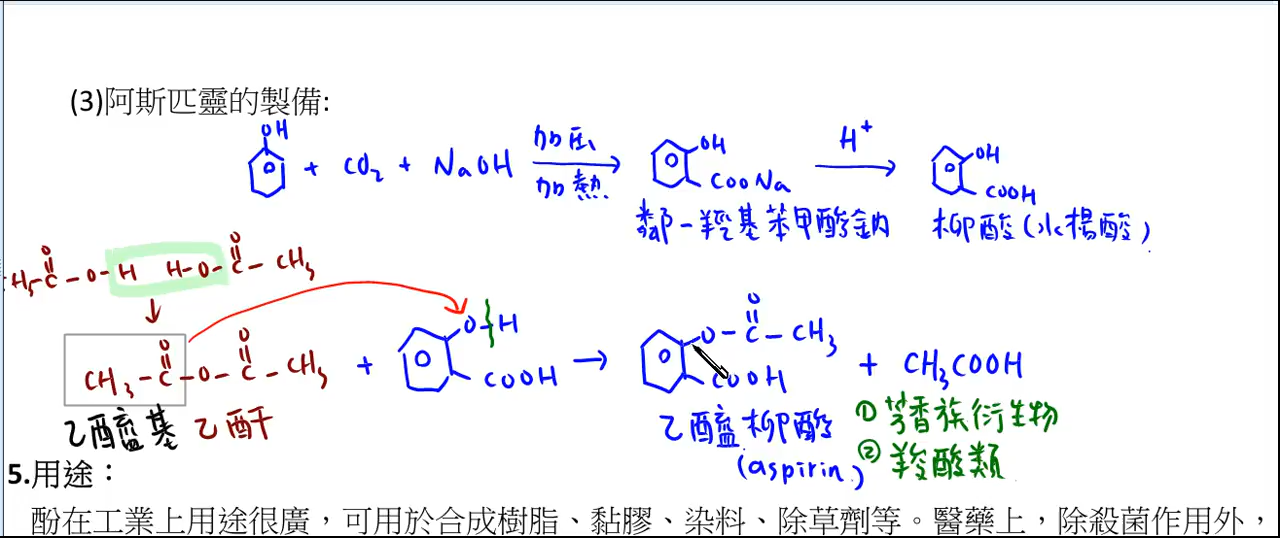 (3)阿斯匹靈的製備:
OH + CO2 + NaOH 加壓 加熱 OH COONa H+ OH COOH
鄰-羥基苯甲酸鈉 柳酸(水楊酸)
H3-C-O-H H-O-C-CH3
O O
CH3-C-O-C-CH3 + O-H COOH → O-C-CH3 COOH + CH3COOH
O O O
乙醯基 乙酐 乙醯柳酸 ①芳香族衍生物
(aspirin) ②羧酸類
5.用途：
酚在工業上用途很廣，可用於合成樹脂、黏膠、染料、除草劑等。醫藥上，除殺菌作用外，